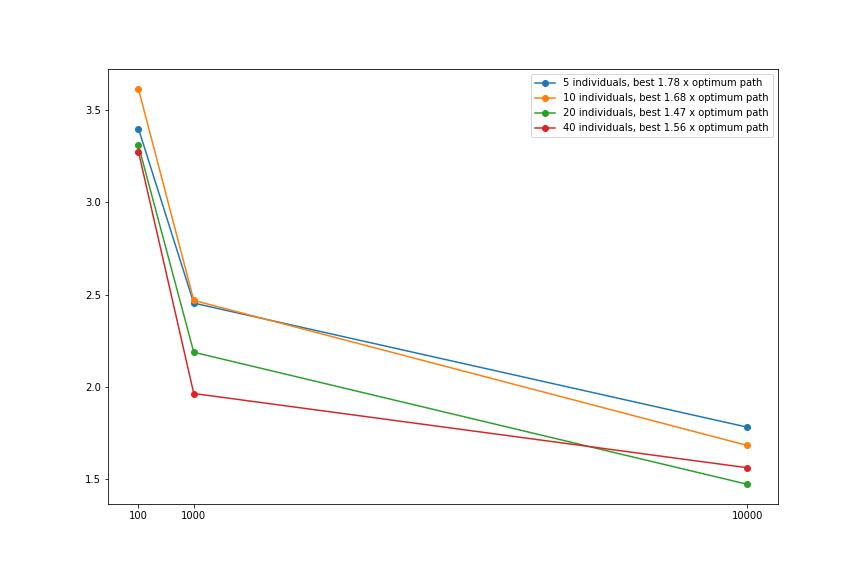 5 individuals, best 1.78 x optimum path
10 individuals, best 1.68 x optimum path
20 individuals, best 1.47 x optimum path
40 individuals, best 1.56 x optimum path
3.5
3.0
2.5
2.0
1.5
100 1000 10000